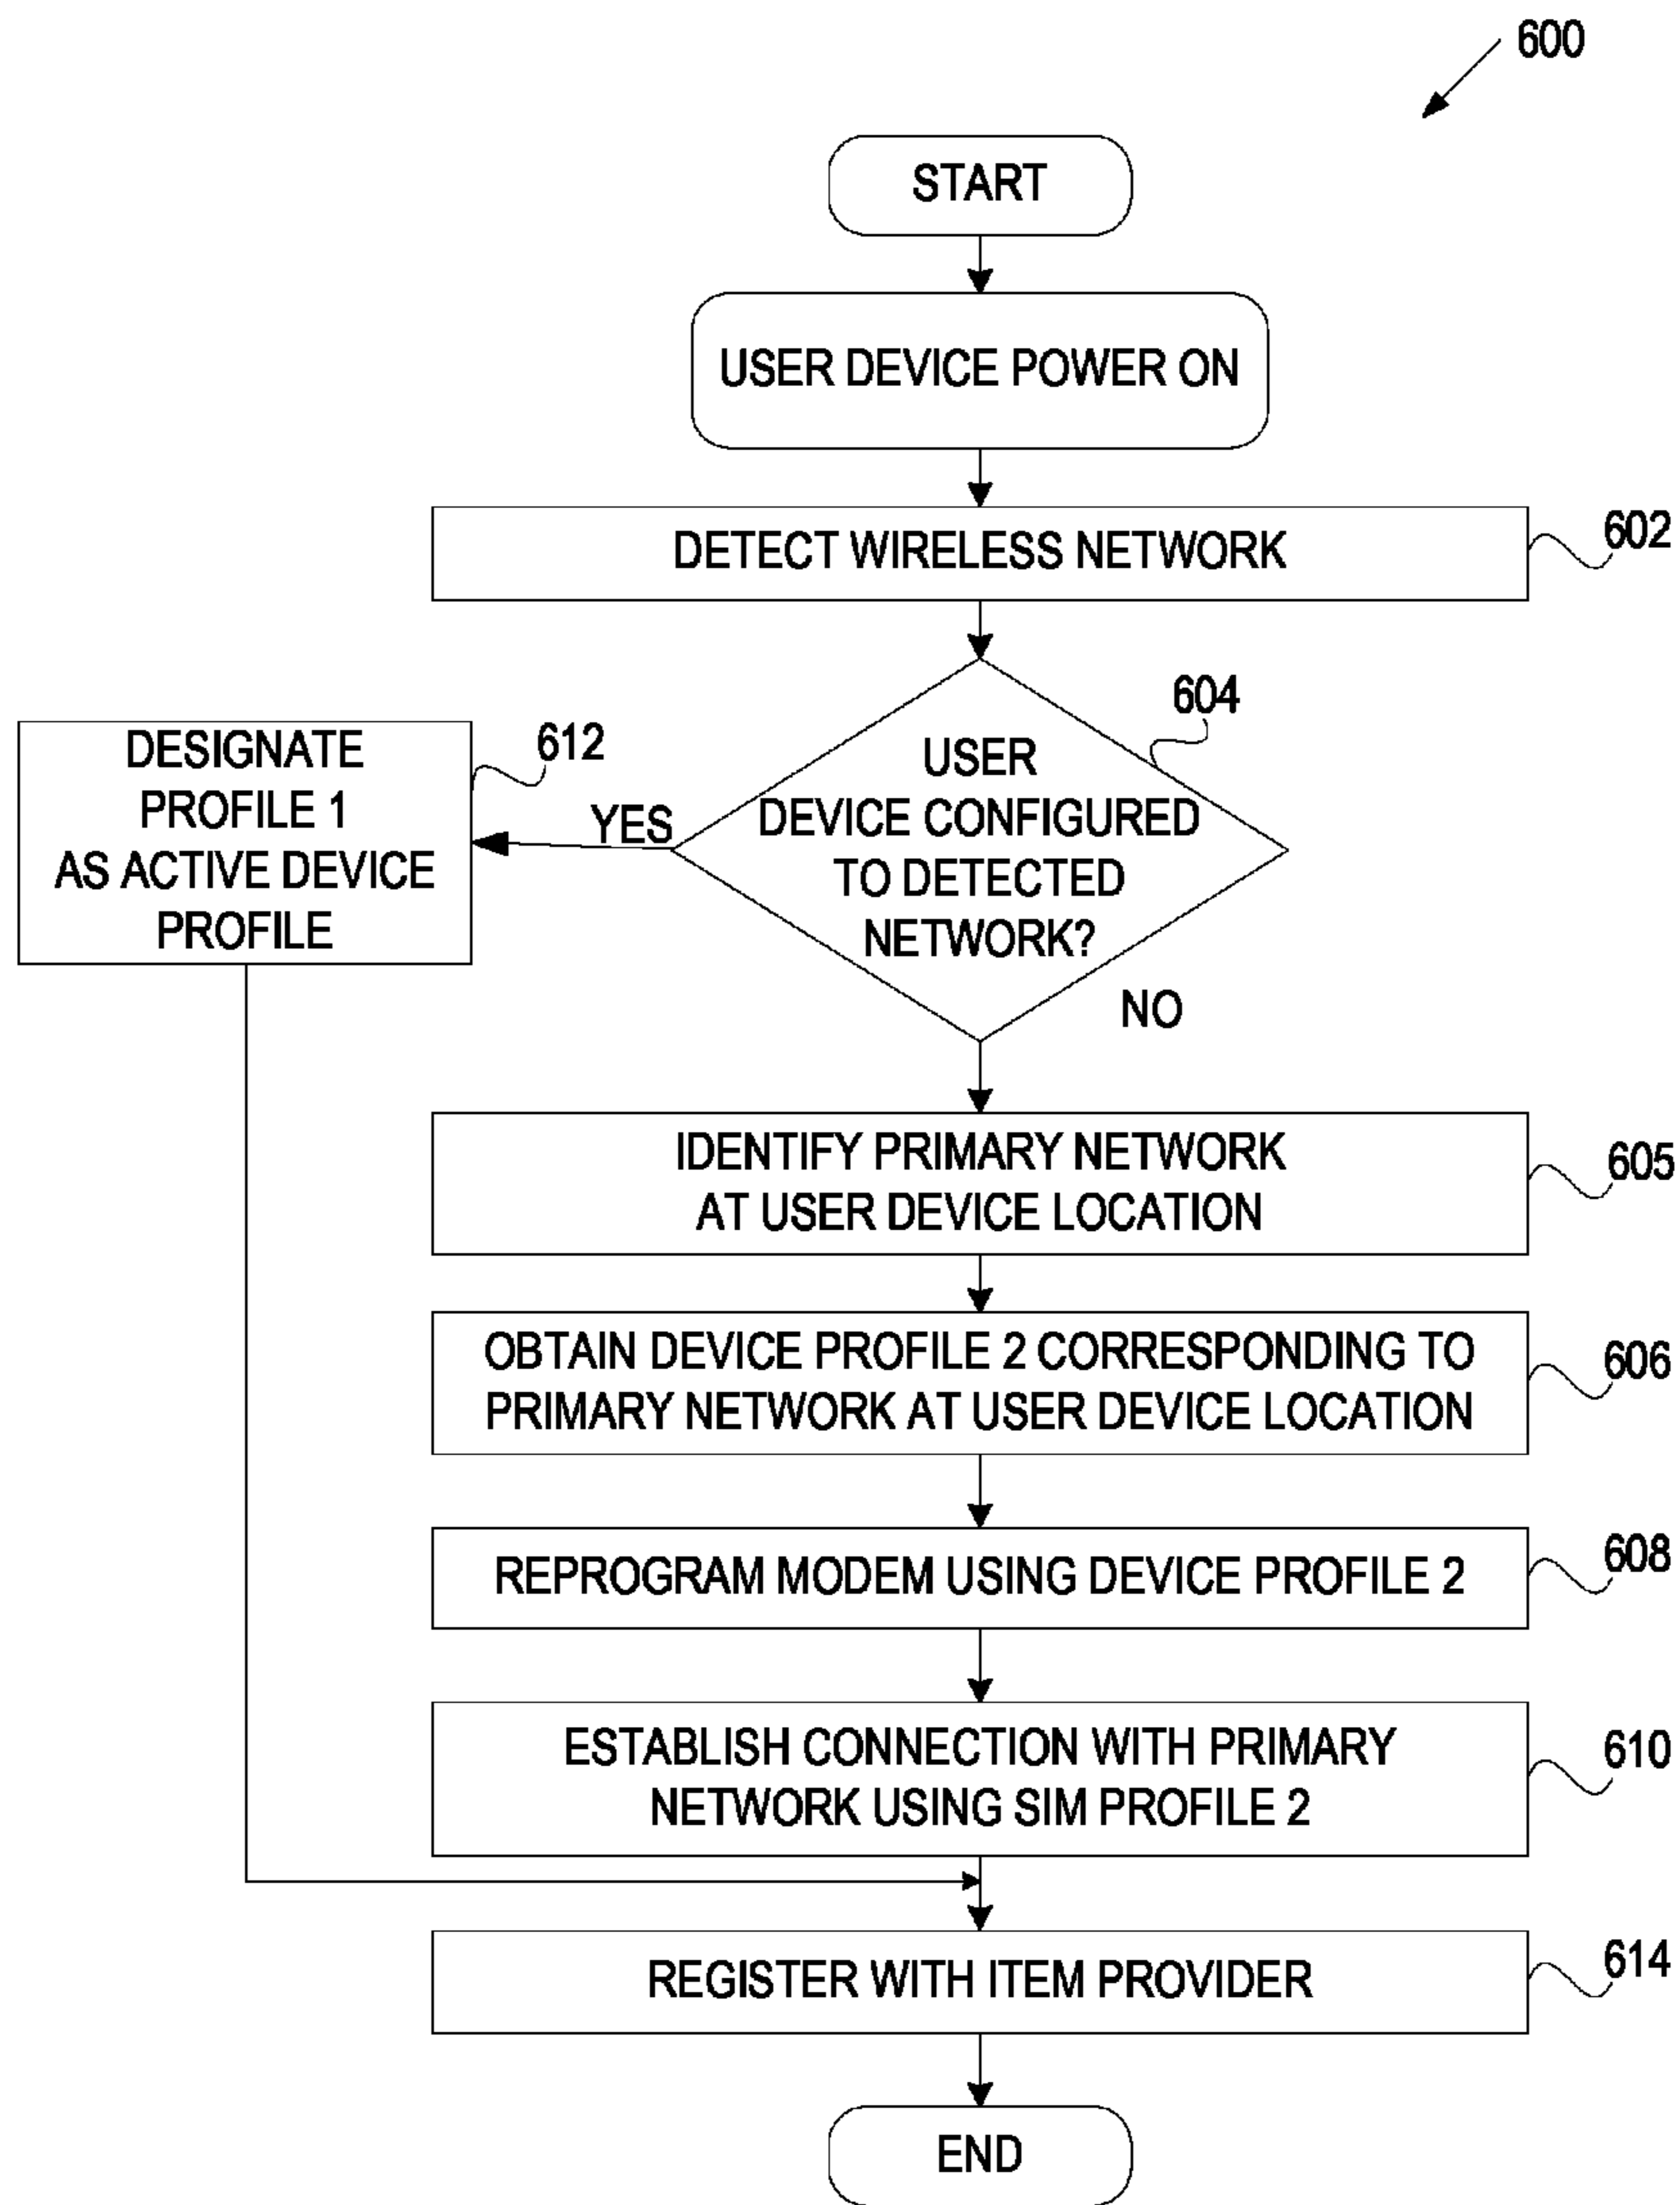 600
START
USER DEVICE POWER ON
DETECT WIRELESS NETWORK
602
604
USER
DEVICE CONFIGURED
TO DETECTED
NETWORK?
YES
NO
612
DESIGNATE
PROFILE 1
AS ACTIVE DEVICE
PROFILE
IDENTIFY PRIMARY NETWORK
AT USER DEVICE LOCATION
605
OBTAIN DEVICE PROFILE 2 CORRESPONDING TO
PRIMARY NETWORK AT USER DEVICE LOCATION
606
REPROGRAM MODEM USING DEVICE PROFILE 2
608
ESTABLISH CONNECTION WITH PRIMARY
NETWORK USING SIM PROFILE 2
610
REGISTER WITH ITEM PROVIDER
614
END